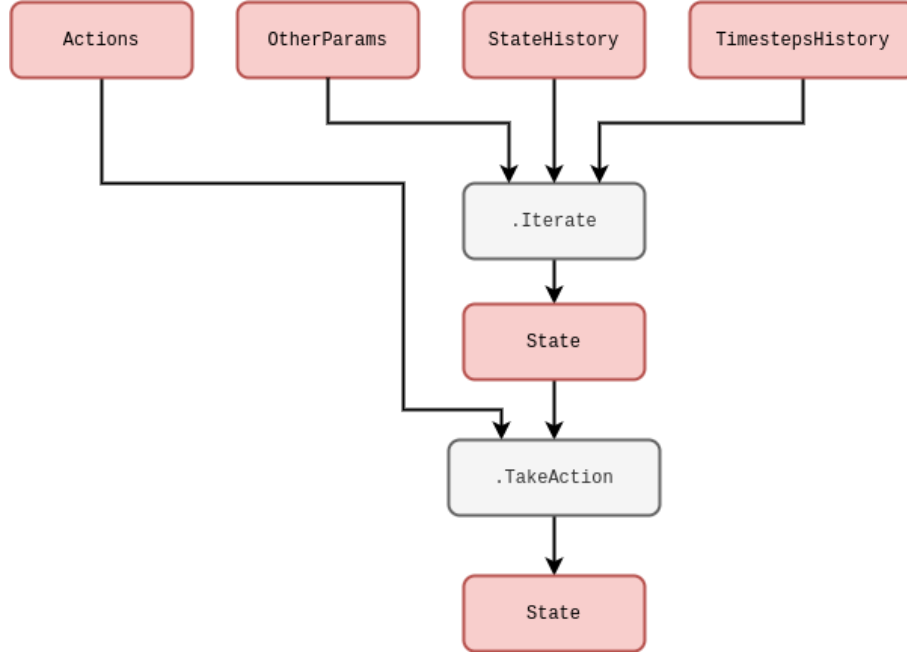 Actions
OtherParams
StateHistory
TimestepsHistory
.Iterate
State
.TakeAction
State